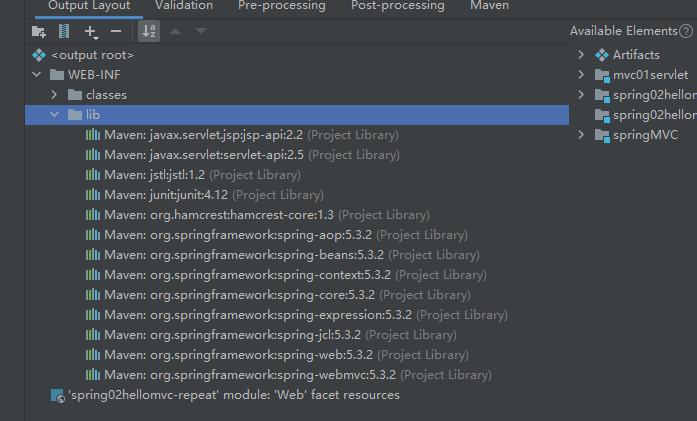 Output Layout Validation Pre-processing Post-processing Maven
Available Elements
<output root>
WEB-INF
classes
lib
Maven: javax.servlet.jsp:jsp-api:2.2 (Project Library)
Maven: javax.servlet:servlet-api:2.5 (Project Library)
Maven: jstl:jstl:1.2 (Project Library)
Maven: junit:junit:4.12 (Project Library)
Maven: org.hamcrest:hamcrest-core:1.3 (Project Library)
Maven: org.springframework:spring-aop:5.3.2 (Project Library)
Maven: org.springframework:spring-beans:5.3.2 (Project Library)
Maven: org.springframework:spring-context:5.3.2 (Project Library)
Maven: org.springframework:spring-core:5.3.2 (Project Library)
Maven: org.springframework:spring-expression:5.3.2 (Project Library)
Maven: org.springframework:spring-jcl:5.3.2 (Project Library)
Maven: org.springframework:spring-web:5.3.2 (Project Library)
Maven: org.springframework:spring-webmvc:5.3.2 (Project Library)
'spring02hellomvc-repeat' module: 'Web' facet resources
Artifacts
mvc01servlet
spring02hellom
spring02hellom
springMVC